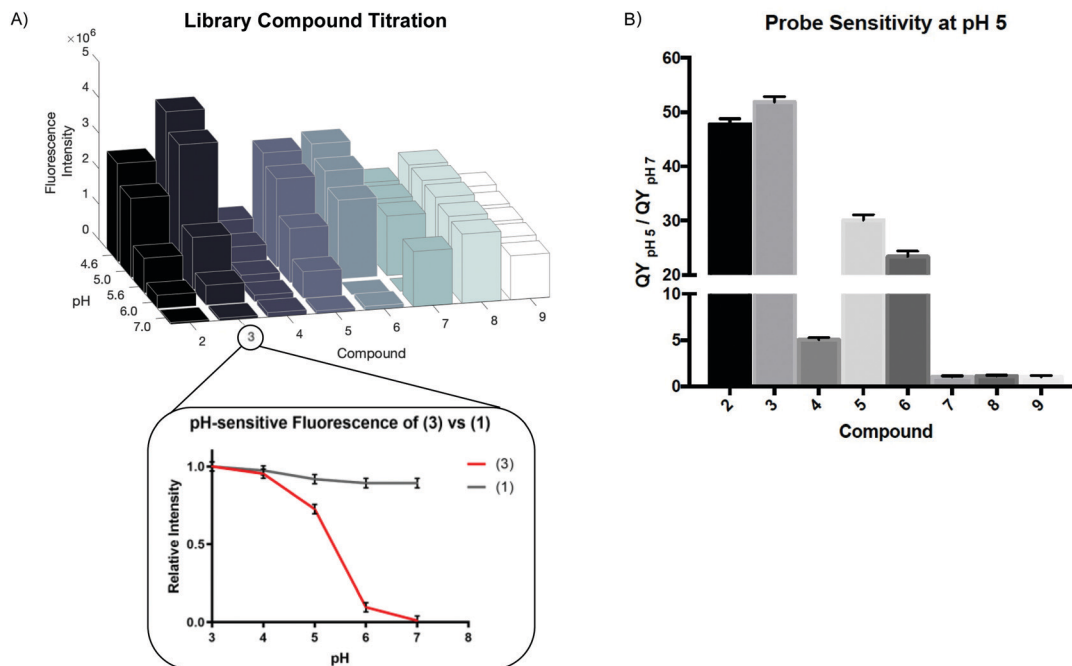 A)
Library Compound Titration
×10⁶
5
4
3
2
1
0
Fluorescence
Intensity
4.6
5.0
5.6
6.0
7.0
pH
2
3
4
5
6
7
8
9
Compound
pH-sensitive Fluorescence of (3) vs (1)
(3)
(1)
1.0
0.5
0.0
Relative Intensity
3 4 5 6 7 8
pH
B)
Probe Sensitivity at pH 5
60
50
40
30
20
10
5
0
QY pH 5 / QY pH 7
2 3 4 5 6 7 8 9
Compound